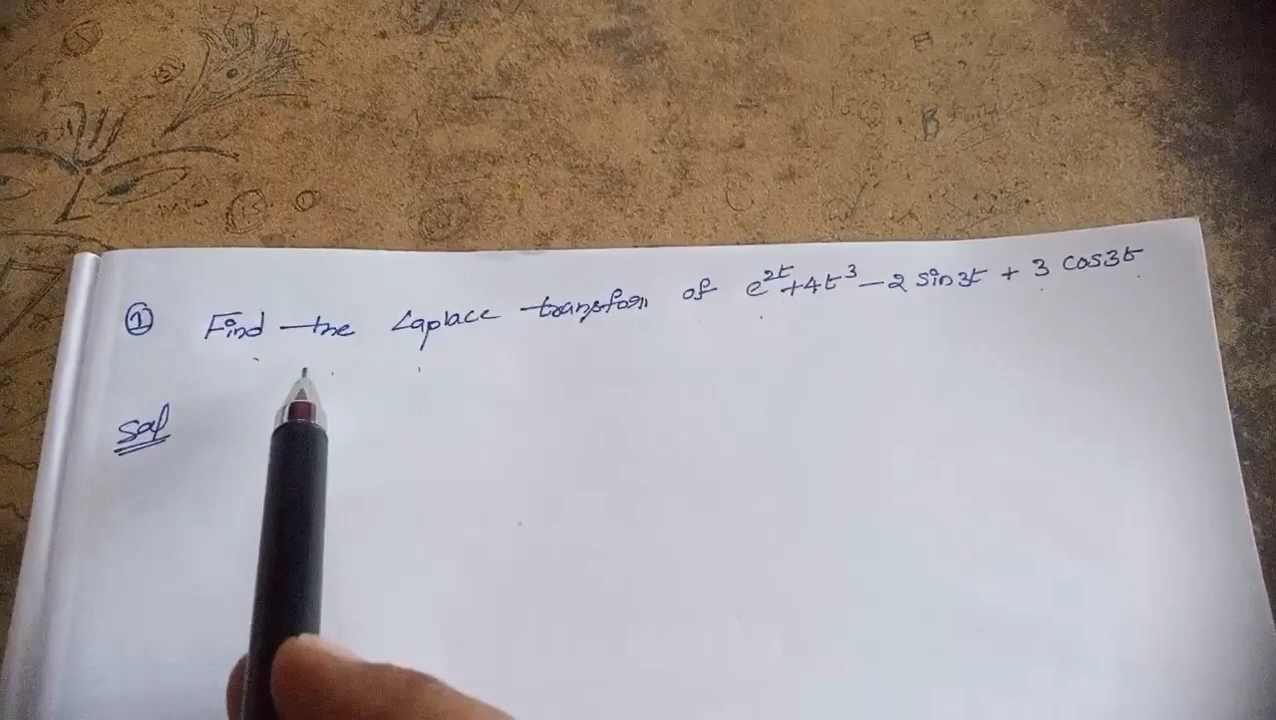 ① Find the Laplace transform of e^{2t}+4t^3-2 sin3t + 3 cos3t
Sol
B